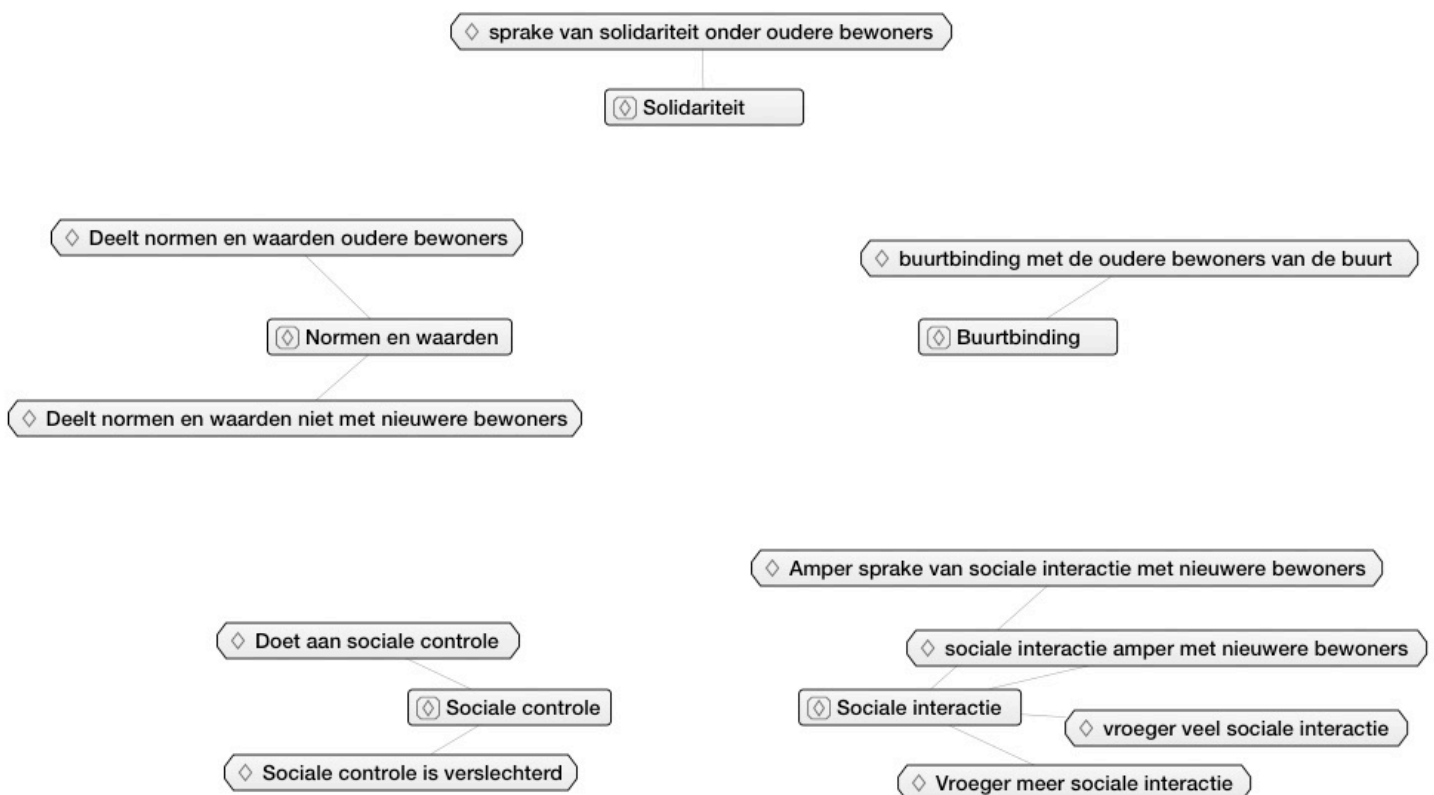 sprake van solidariteit onder oudere bewoners
Solidariteit
Deelt normen en waarden oudere bewoners
Normen en waarden
Deelt normen en waarden niet met nieuwere bewoners
buurtbinding met de oudere bewoners van de buurt
Buurtbinding
Doet aan sociale controle
Sociale controle
Sociale controle is verslechterd
Amper sprake van sociale interactie met nieuwere bewoners
sociale interactie amper met nieuwere bewoners
Sociale interactie
vroeger veel sociale interactie
Vroeger meer sociale interactie